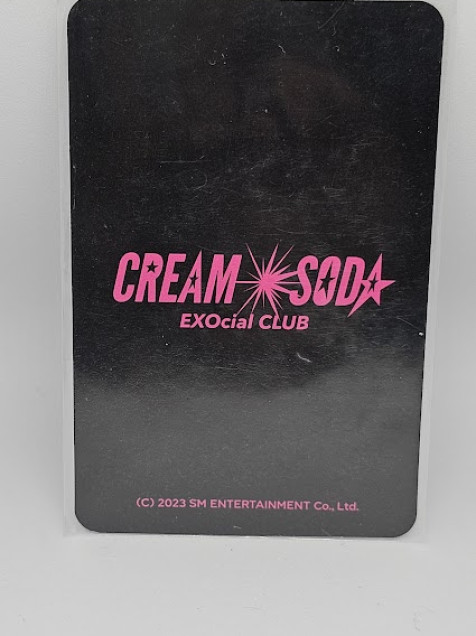 CREAM SODA
EXOcial CLUB
(C) 2023 SM ENTERTAINMENT Co., Ltd.